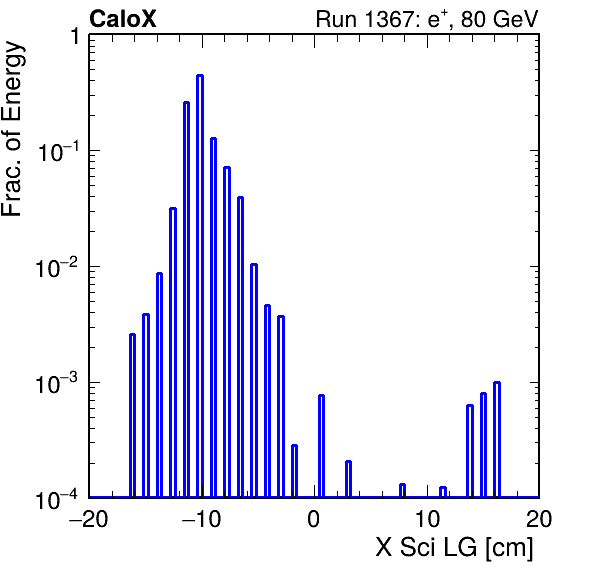 CaloX Run 1367: e⁺, 80 GeV
Frac. of Energy
1
10⁻¹
10⁻²
10⁻³
10⁻⁴
−20 −10 0 10 20
X Sci LG [cm]